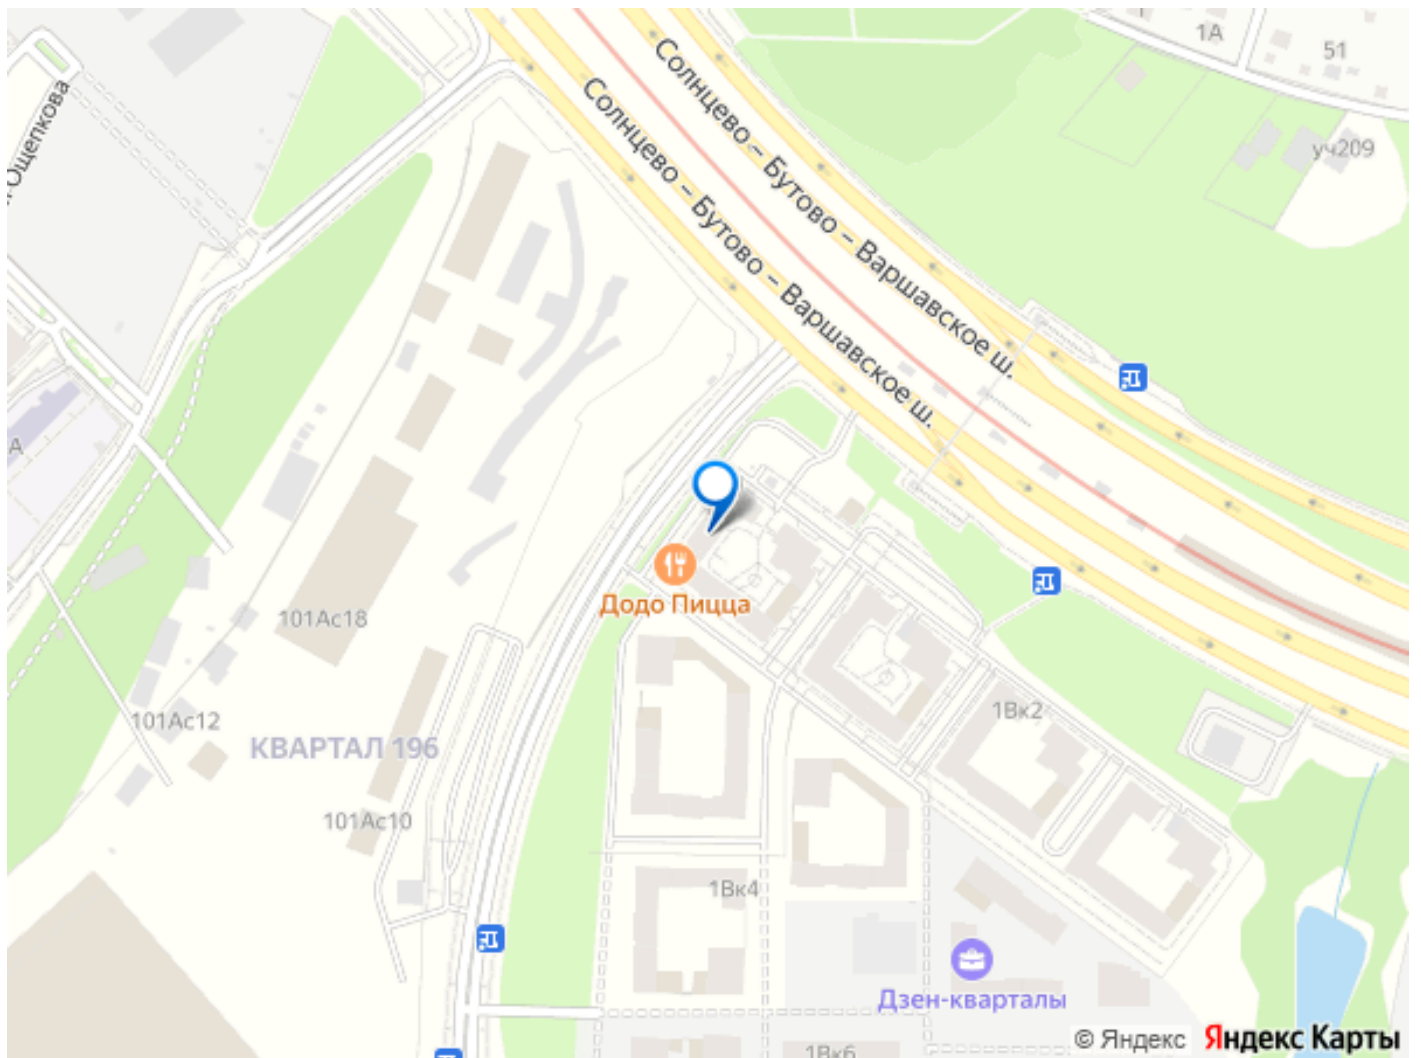 1
1А
51
Ощепкова
Солнцево – Бутово – Варшавское ш.
Солнцево – Бутово – Варшавское ш.
уч209
А
Додо Пицца
101Ас18
101Ас12
1Вк2
КВАРТАЛ 196
101Ас10
1Вк4
Дзен-кварталы
1Вк6
© Яндекс Яндекс Карты